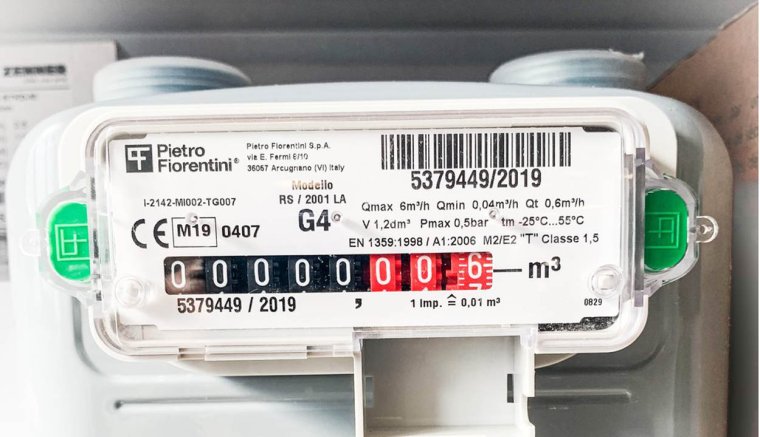 ZENNER
Pietro
Fiorentini®
Pietro Fiorentini S.p.A.
via E. Fermi 8/10
36057 Arcugnano (VI) Italy
5379449/2019
I-2142-MI002-TG007
Modello
RS / 2001 LA
G4
Qmax 6m³/h Qmin 0,04m³/h Qt 0,6m³/h
V 1,2dm³ Pmax 0,5bar tm -25°C...55°C
CE M19 0407
EN 1359:1998 / A1:2006 M2/E2 "T" Classe 1,5
0 0 0 0 0 0 0 6 m³
5379449 / 2019 , 1 Imp. ≙ 0,01 m³ 0829